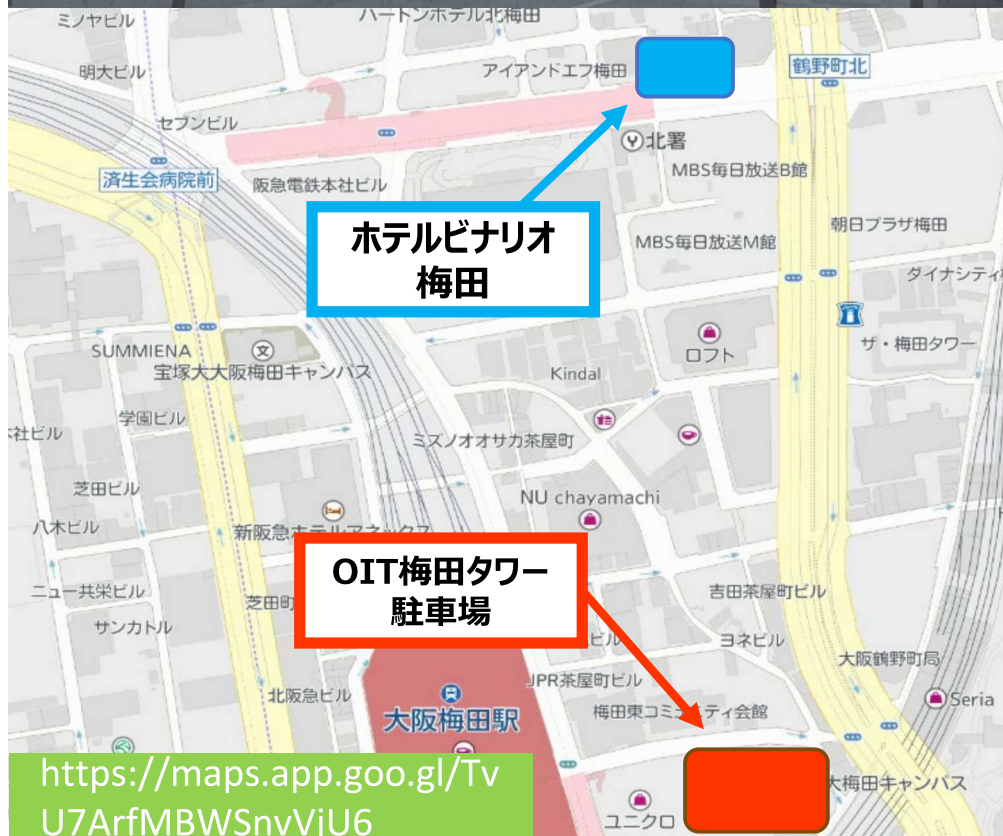 ハートンホテル北梅田
ミノヤビル
アイアンドエフ梅田
鶴野町北
明大ビル
セブンビル
北署
MBS毎日放送B館
済生会病院前
阪急電鉄本社ビル
ホテルビナリオ
梅田
朝日プラザ梅田
MBS毎日放送M館
ダイナシティ
SUMMIENA
文
宝塚大大阪梅田キャンパス
ロフト
ザ・梅田タワー
Kindal
学園ビル
社ビル
ミズノオオサカ茶屋町
芝田ビル
NU chayamachi
八木ビル
新阪急ホテルアネックス
OIT梅田タワー
駐車場
ニュー共栄ビル
芝田町
吉田茶屋町ビル
サンカトル
ビル
ヨネビル
大阪鶴野町局
JPR茶屋町ビル
北阪急ビル
Seria
大阪梅田駅
梅田東コミュニティ会館
大梅田キャンパス
https://maps.app.goo.gl/Tv
U7ArfMBWSnvVjU6
ユニクロ